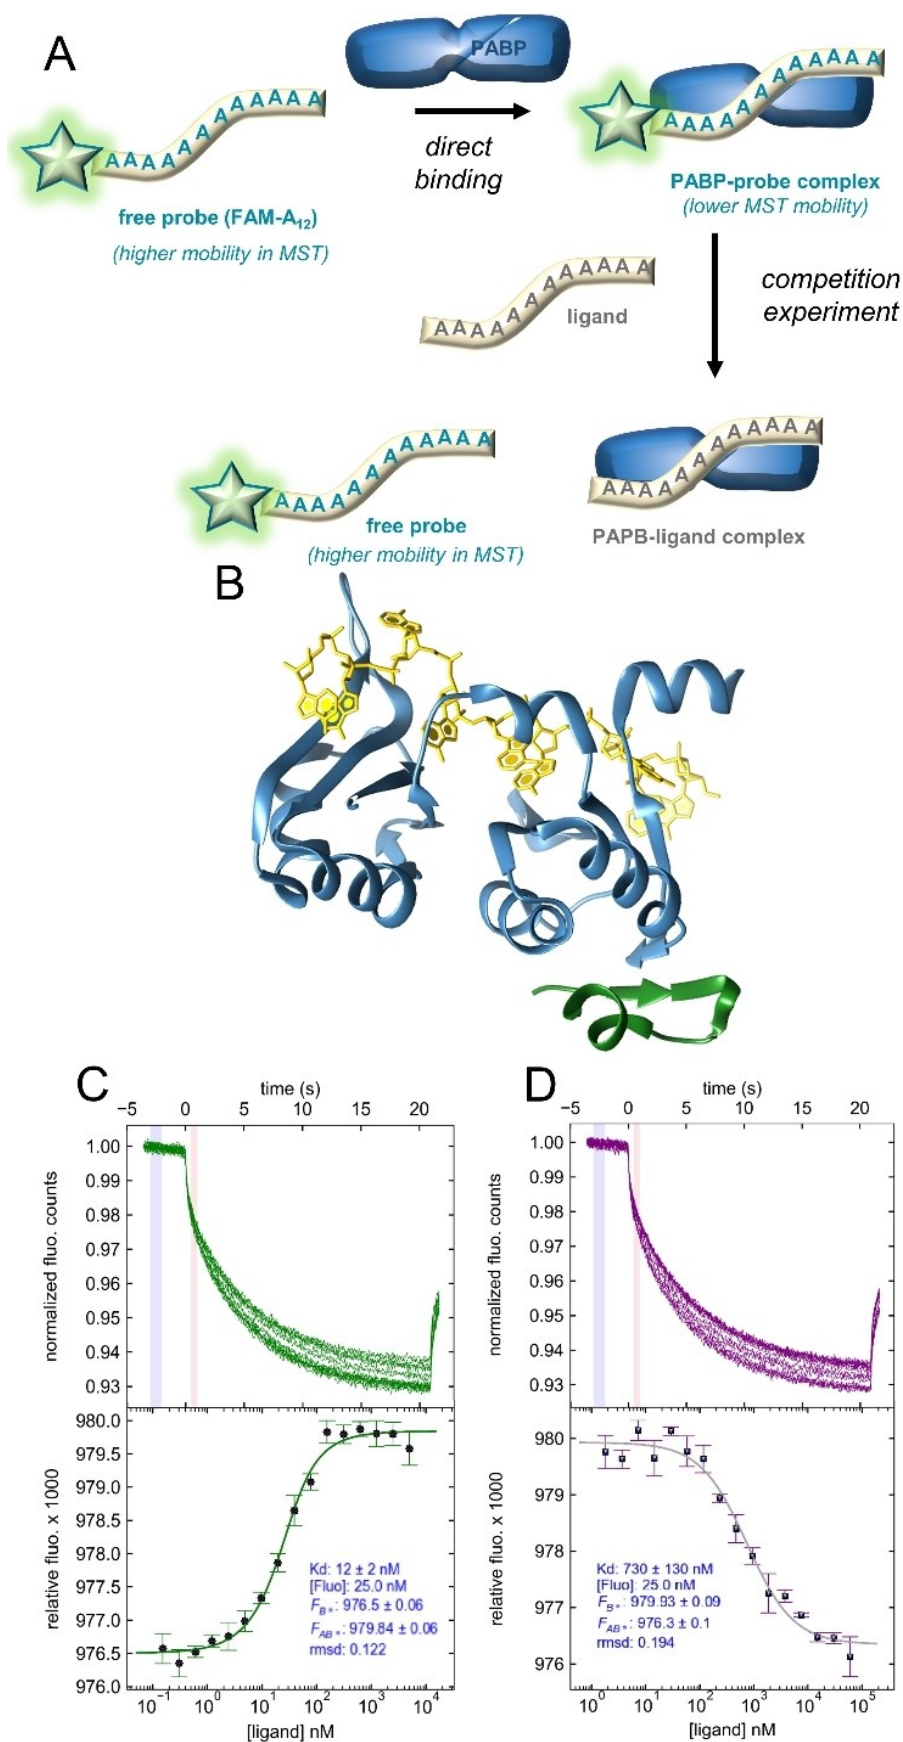 A
PABP
AAAAAAAAAAAAA
direct
binding
AAAAAAAAAAAAA
free probe (FAM-A12)
(higher mobility in MST)
PABP-probe complex
(lower MST mobility)
AAAAAAAAAAAA
ligand
competition
experiment
AAAAAAAAAAAAA
free probe
(higher mobility in MST)
AAAAAAAAAAAAA
PAPB-ligand complex
B
C
time (s)
−5 0 5 10 15 20
normalized fluo. counts
1.00
0.99
0.98
0.97
0.96
0.95
0.94
0.93
relative fluo. x 1000
980.0
979.5
979.0
978.5
978.0
977.5
977.0
976.5
976.0
Kd: 12 ± 2 nM
[Fluo]: 25.0 nM
FB*: 976.5 ± 0.06
FAB*: 979.84 ± 0.06
rmsd: 0.122
10⁻¹ 10⁰ 10¹ 10² 10³ 10⁴
[ligand] nM
D
time (s)
−5 0 5 10 15 20
normalized fluo. counts
1.00
0.99
0.98
0.97
0.96
0.95
0.94
0.93
relative fluo. x 1000
980
979
978
977
976
Kd: 730 ± 130 nM
[Fluo]: 25.0 nM
FB*: 979.93 ± 0.09
FAB*: 976.3 ± 0.1
rmsd: 0.194
10⁰ 10¹ 10² 10³ 10⁴ 10⁵
[ligand] nM